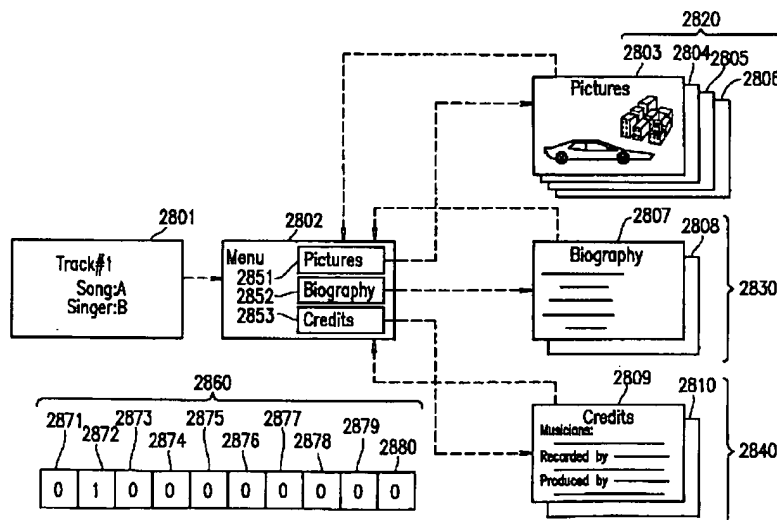 2820
2803
2804
2805
2806
Pictures
2801
Track#1
Song:A
Singer:B
2802
Menu
2851
Pictures
2852
Biography
2853
Credits
2807
2808
Biography
2830
2809
2810
Credits
Musicians:
Recorded by
Produced by
2840
2860
2871
2872
2873
2874
2875
2876
2877
2878
2879
2880
0 1 0 0 0 0 0 0 0 0